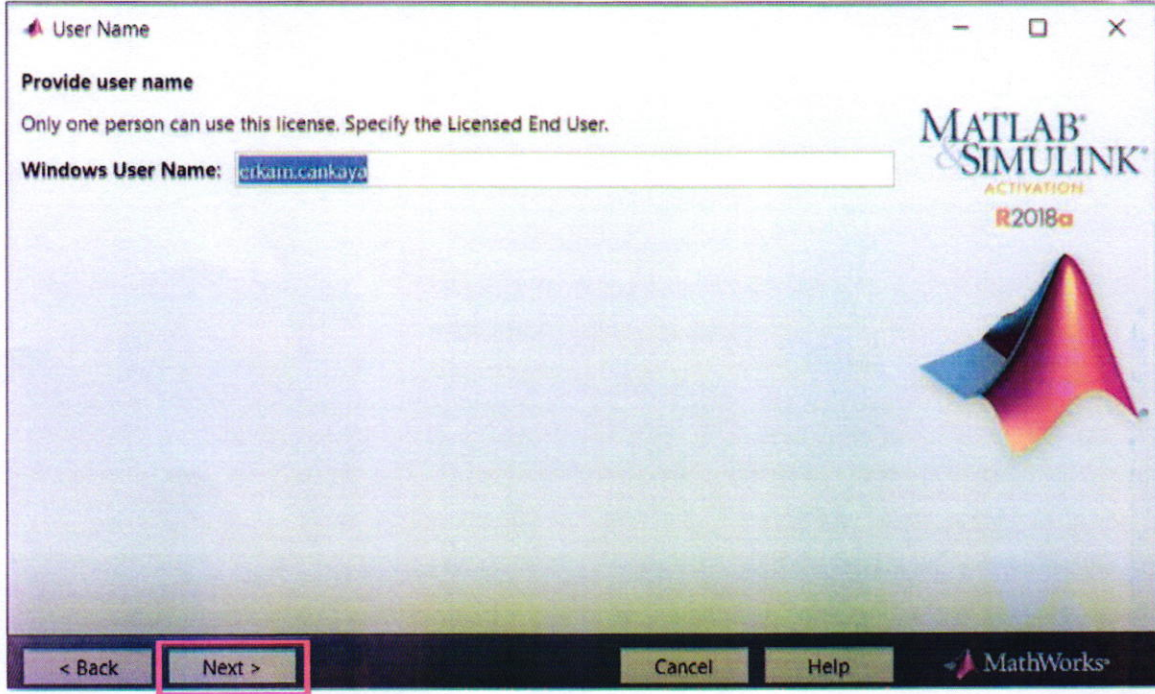 User Name
Provide user name
Only one person can use this license. Specify the Licensed End User.
Windows User Name: erkam.cankaya
MATLAB®
&SIMULINK®
ACTIVATION
R2018a
< Back
Next >
Cancel
Help
MathWorks®